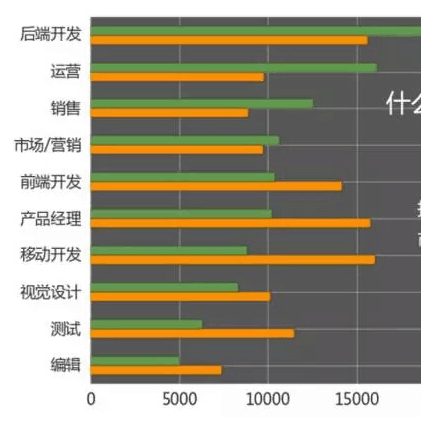 后端开发
运营
什
销售
市场/营销
前端开发
产品经理
移动开发
视觉设计
测试
编辑
0 5000 10000 15000